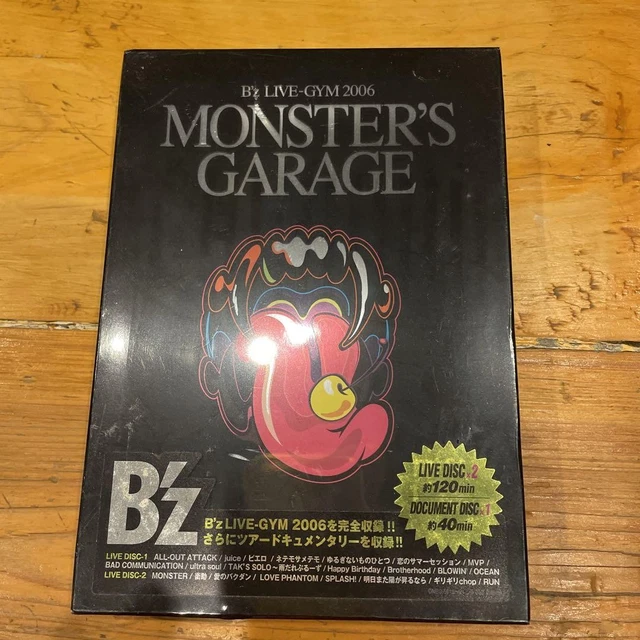 B'z LIVE-GYM 2006
MONSTER'S
GARAGE
B'z
LIVE DISC×2
約120min
DOCUMENT DISC×1
約40min
B'z LIVE-GYM 2006を完全収録!!
さらにツアードキュメンタリーを収録!!
LIVE DISC-1 ALL-OUT ATTACK / juice / ピエロ / ネテモサメテモ / ゆるぎないものひとつ / 恋のサマーセッション / MVP /
BAD COMMUNICATION / ultra soul / TAK'S SOLO～雨だれぶるーず / Happy Birthday / Brotherhood / BLOWIN' / OCEAN
LIVE DISC-2 MONSTER / 衝動 / 愛のバクダン / LOVE PHANTOM / SPLASH! / 明日また陽が昇るなら / ギリギリchop / RUN